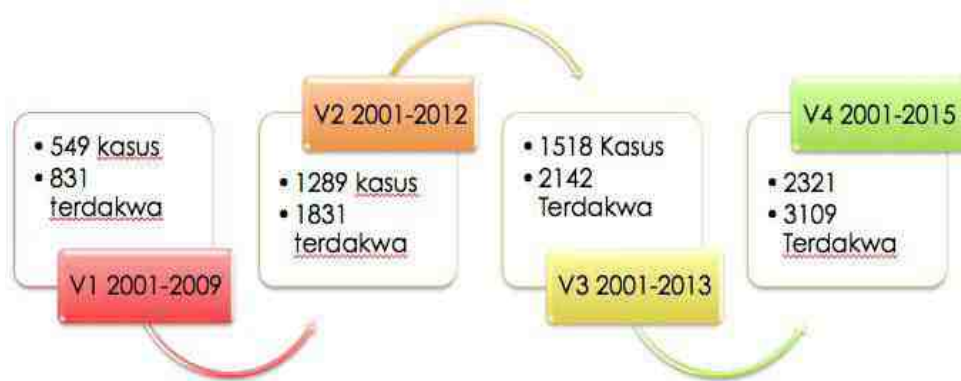 • 549 kasus
• 831
terdakwa
V1 2001-2009
V2 2001-2012
• 1289 kasus
• 1831
terdakwa
• 1518 Kasus
• 2142
Terdakwa
V3 2001-2013
V4 2001-2015
• 2321
• 3109
Terdakwa